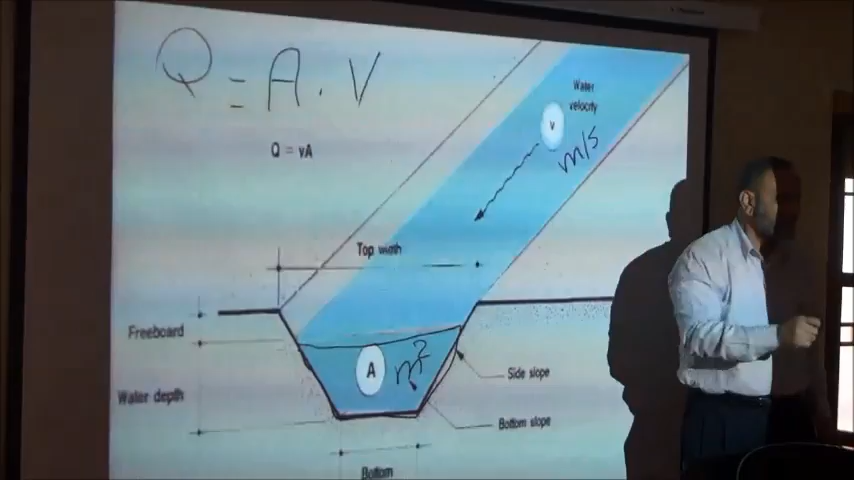 Q = A . V
Water
velocity
v
m/s
Q = vA
Top width
Freeboard
A
m²
Side slope
Water depth
Bottom slope
Bottom